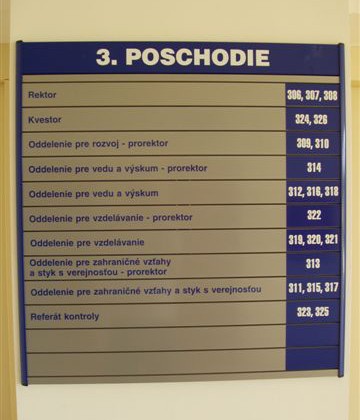 3. POSCHODIE
Rektor 306, 307, 308
Kvestor 324, 326
Oddelenie pre rozvoj - prorektor 309, 310
Oddelenie pre vedu a výskum - prorektor 314
Oddelenie pre vedu a výskum 312, 316, 318
Oddelenie pre vzdelávanie - prorektor 322
Oddelenie pre vzdelávanie 319, 320, 321
Oddelenie pre zahraničné vzťahy
a styk s verejnosťou - prorektor 313
Oddelenie pre zahraničné vzťahy a styk s verejnosťou 311, 315, 317
Referát kontroly 323, 325